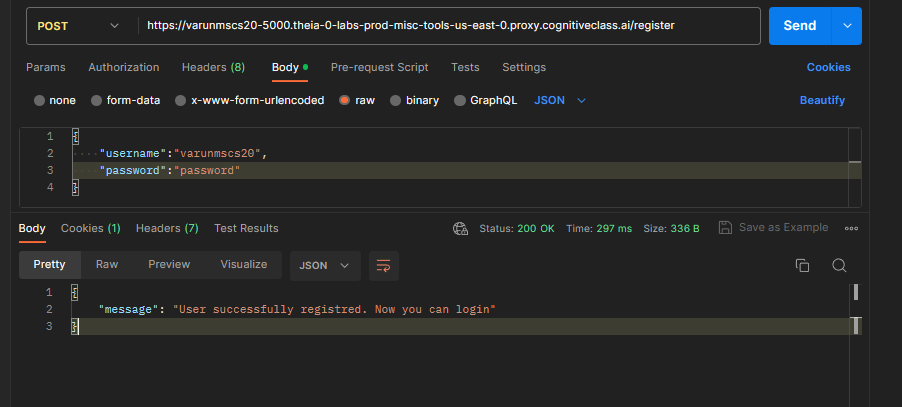 POST https://varunmscs20-5000.theia-0-labs-prod-misc-tools-us-east-0.proxy.cognitiveclass.ai/register Send
Params Authorization Headers (8) Body Pre-request Script Tests Settings Cookies
none form-data x-www-form-urlencoded raw binary GraphQL JSON Beautify
1 {
2 "username":"varunmscs20",
3 "password":"password"
4 }
Body Cookies (1) Headers (7) Test Results Status: 200 OK Time: 297 ms Size: 336 B Save as Example
Pretty Raw Preview Visualize JSON
1 {
2 "message": "User successfully registred. Now you can login"
3 }